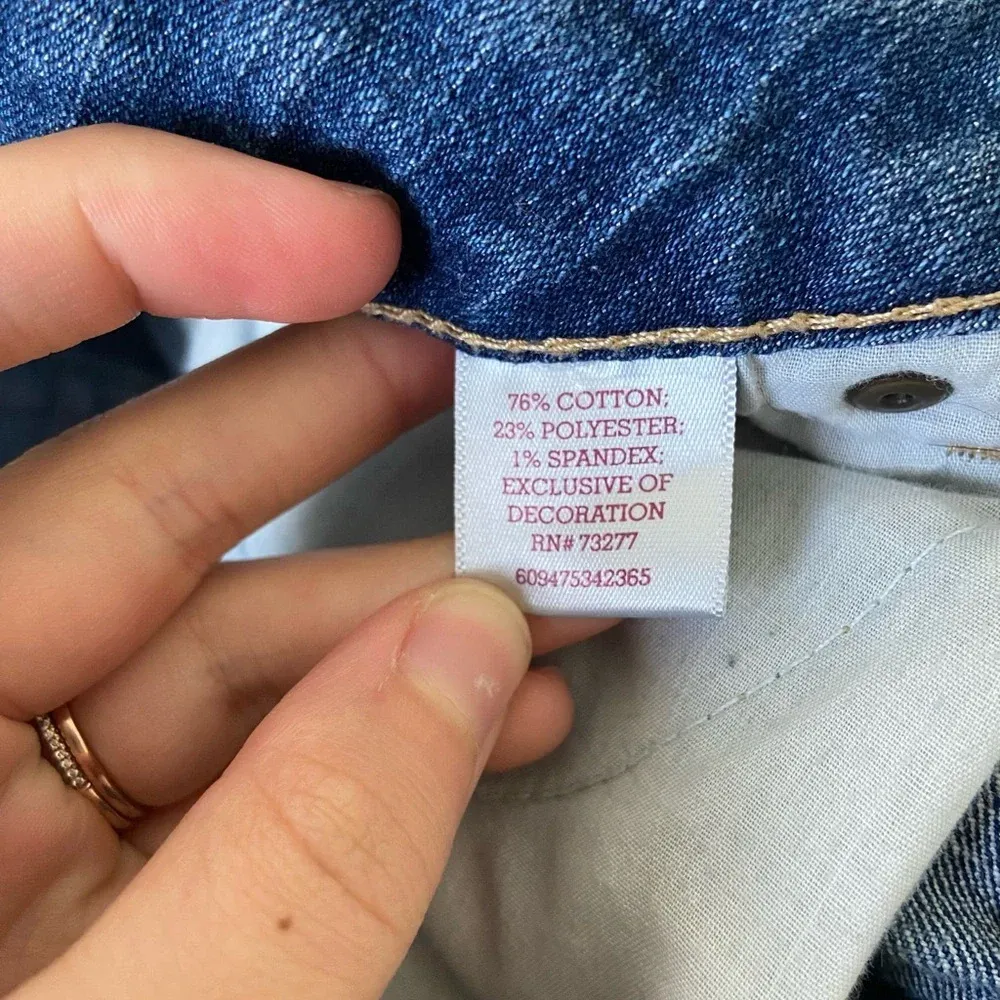 76% COTTON;
23% POLYESTER;
1% SPANDEX;
EXCLUSIVE OF
DECORATION
RN# 73277
609475342365